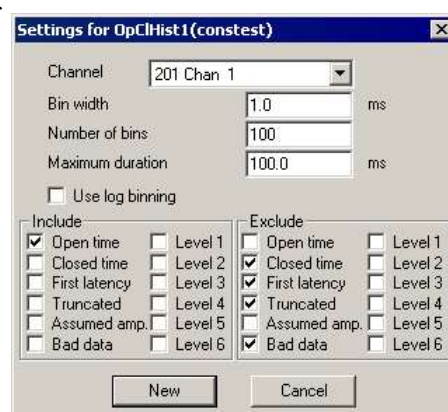 Settings for OpClHist1(constest)
Channel 201 Chan 1
Bin width 1.0 ms
Number of bins 100
Maximum duration 100.0 ms
Use log binning
Include Exclude
Open time Level 1 Open time Level 1
Closed time Level 2 Closed time Level 2
First latency Level 3 First latency Level 3
Truncated Level 4 Truncated Level 4
Assumed amp. Level 5 Assumed amp. Level 5
Bad data Level 6 Bad data Level 6
New Cancel